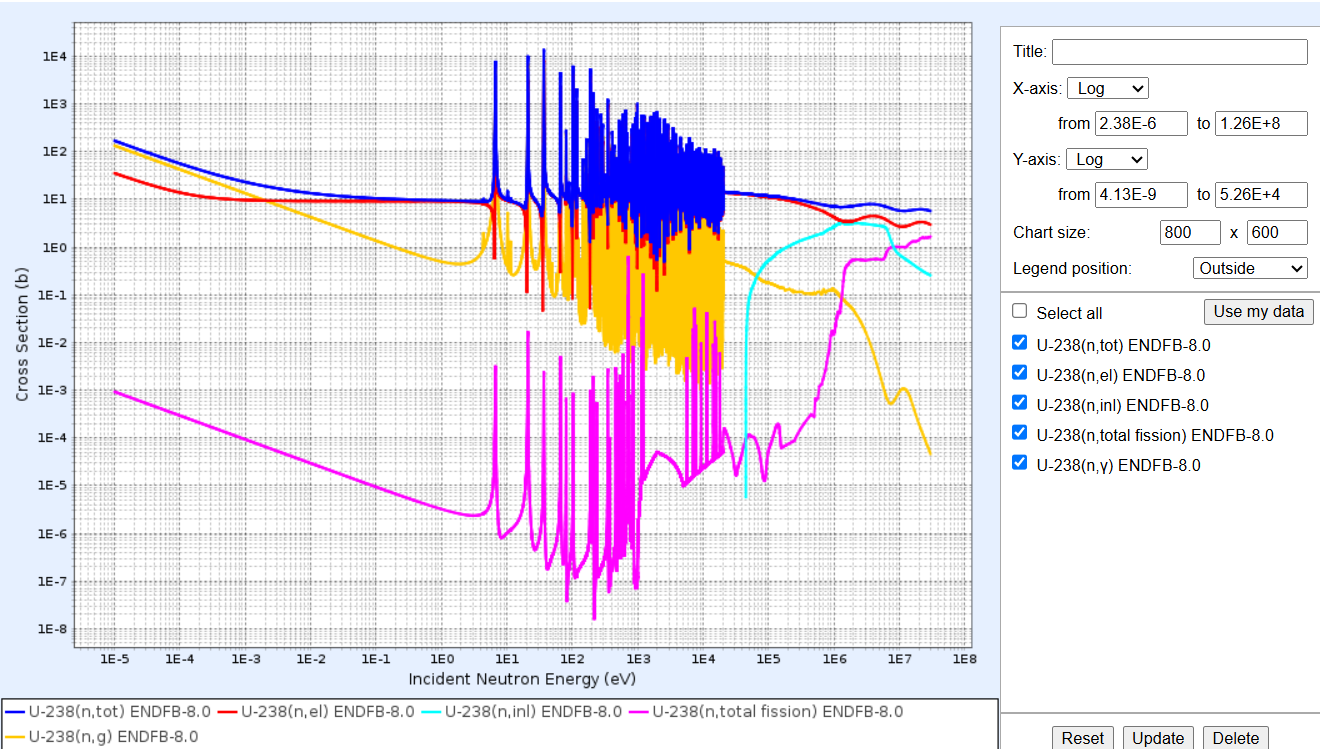 1E4
1E3
1E2
1E1
1E0
1E-1
1E-2
1E-3
1E-4
1E-5
1E-6
1E-7
1E-8
Cross Section (b)
1E-5 1E-4 1E-3 1E-2 1E-1 1E0 1E1 1E2 1E3 1E4 1E5 1E6 1E7 1E8
Incident Neutron Energy (eV)
U-238(n,tot) ENDFB-8.0 U-238(n,el) ENDFB-8.0 U-238(n,inl) ENDFB-8.0 U-238(n,total fission) ENDFB-8.0
U-238(n,g) ENDFB-8.0
Title:
X-axis: Log
from 2.38E-6 to 1.26E+8
Y-axis: Log
from 4.13E-9 to 5.26E+4
Chart size: 800 x 600
Legend position: Outside
Select all Use my data
U-238(n,tot) ENDFB-8.0
U-238(n,el) ENDFB-8.0
U-238(n,inl) ENDFB-8.0
U-238(n,total fission) ENDFB-8.0
U-238(n,γ) ENDFB-8.0
Reset Update Delete